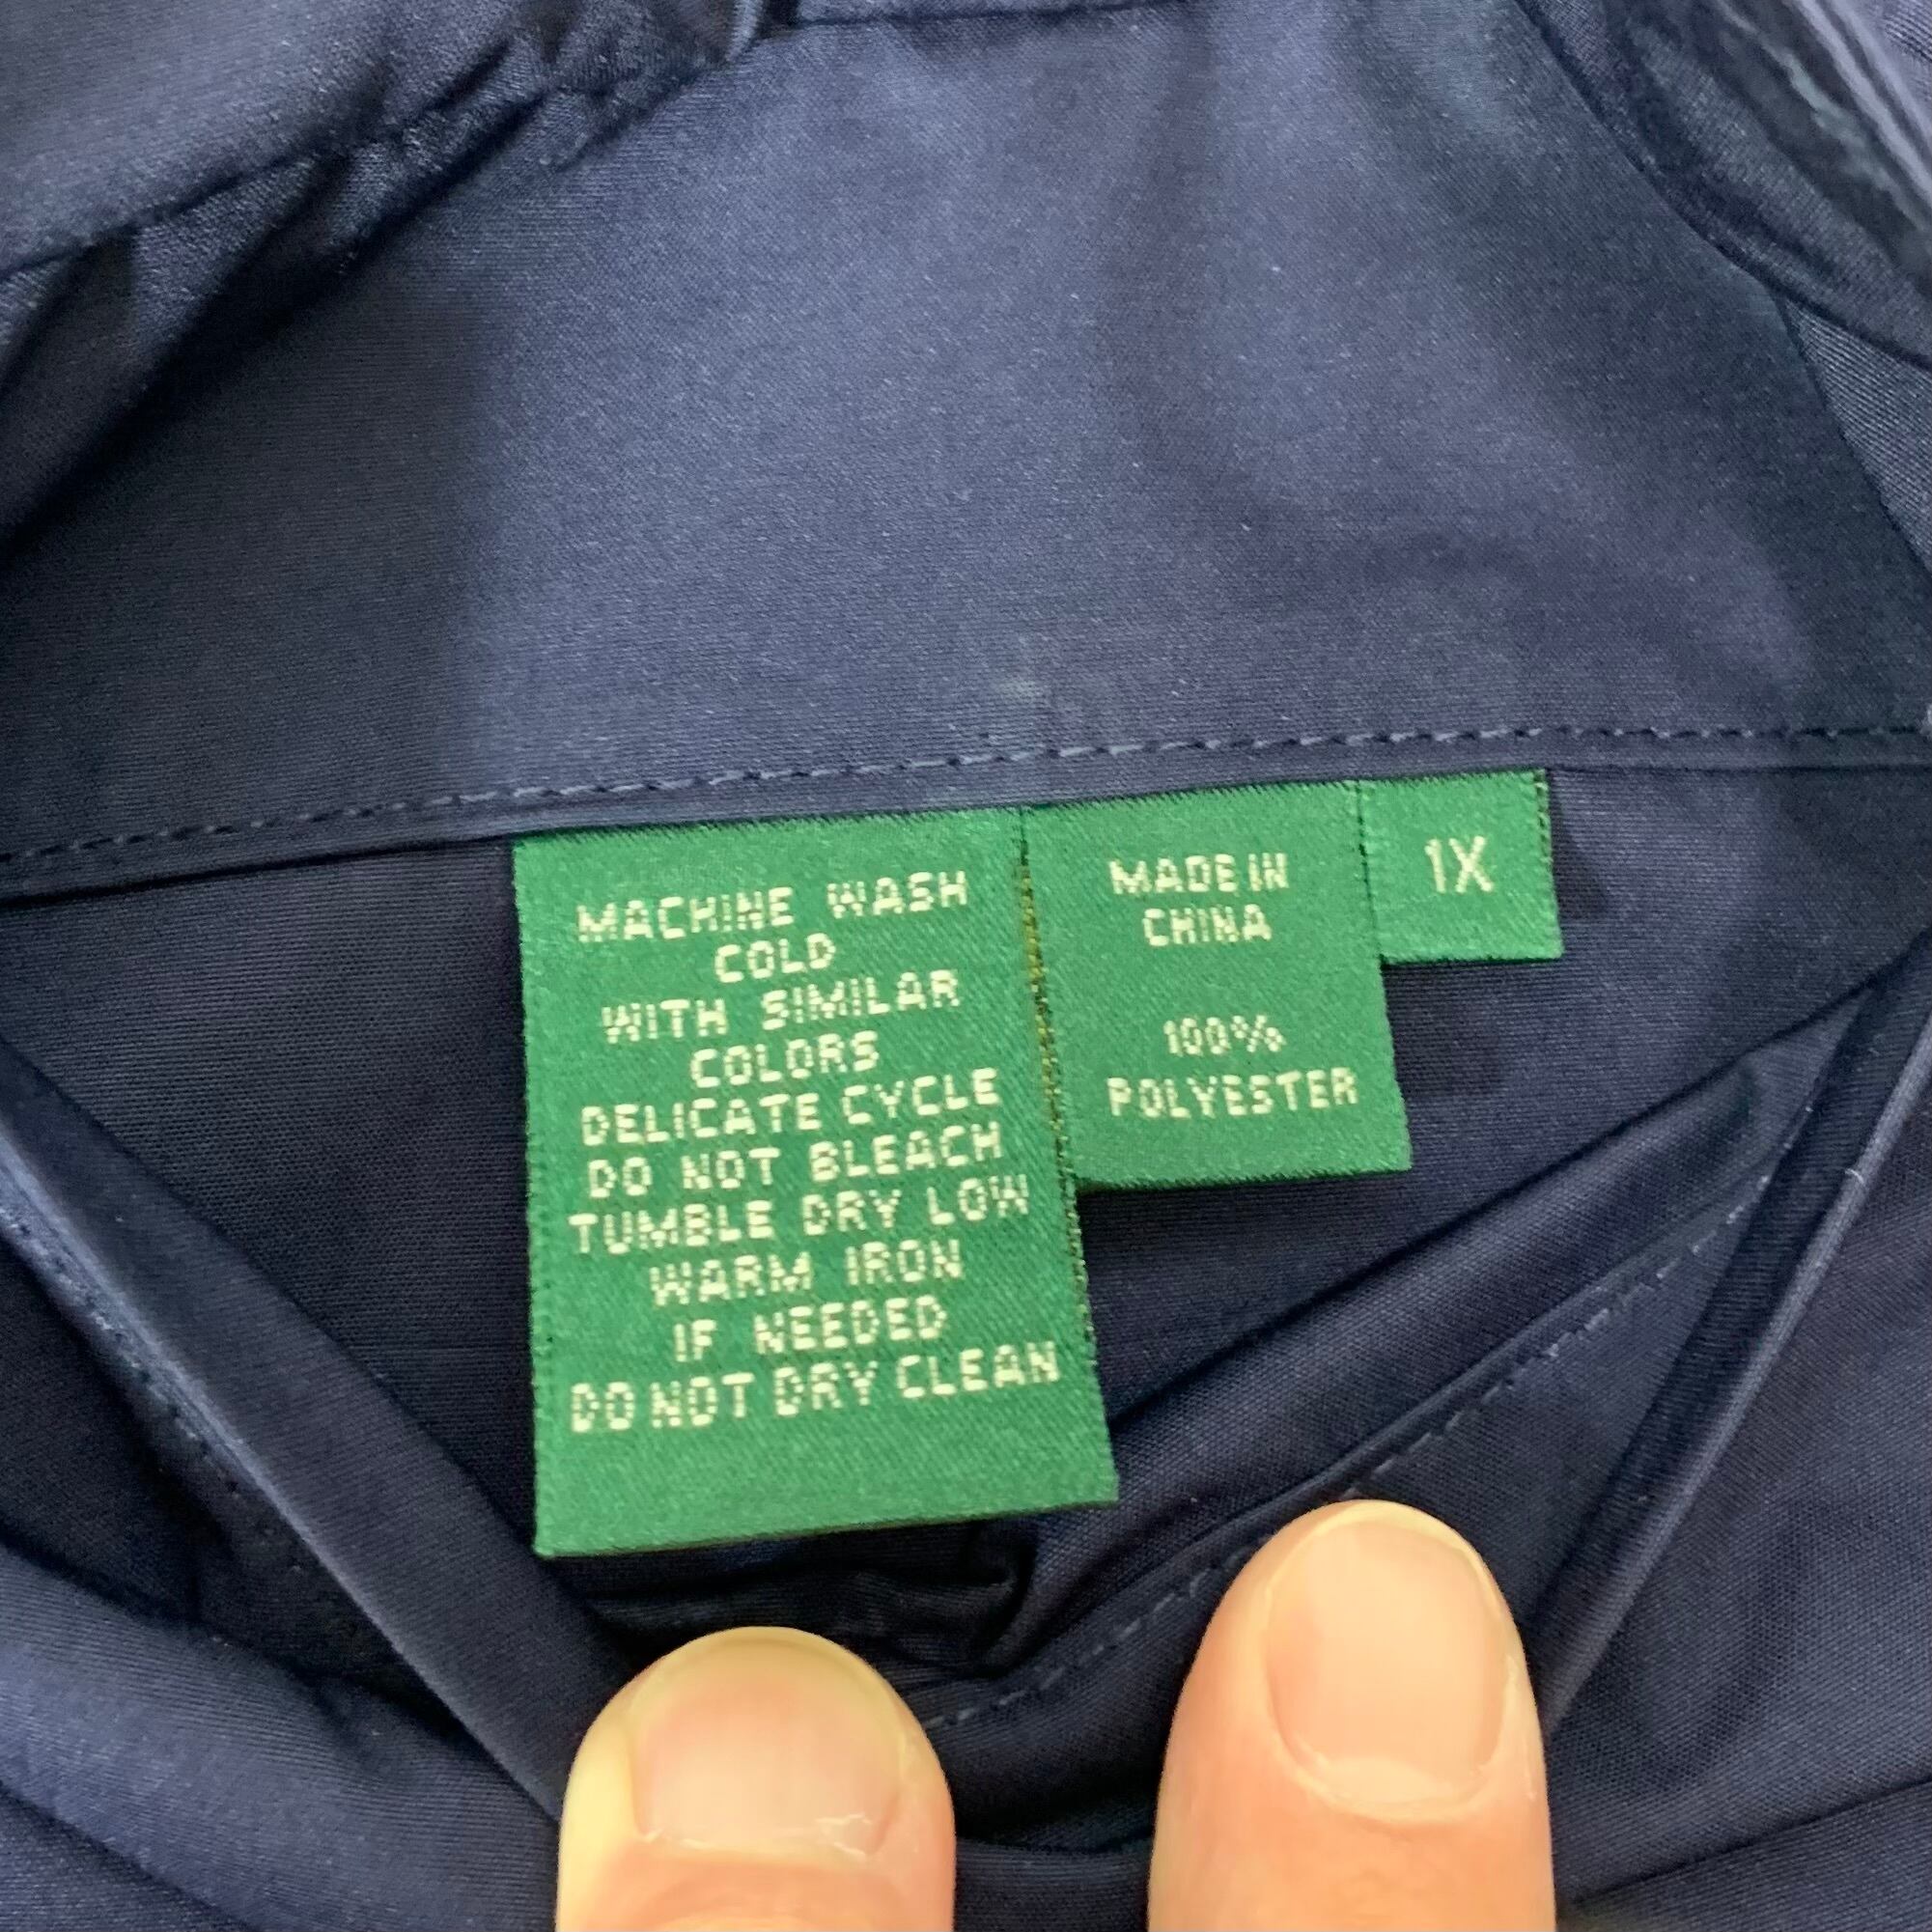 MACHINE WASH
COLD
WITH SIMILAR
COLORS
DELICATE CYCLE
DO NOT BLEACH
TUMBLE DRY LOW
WARM IRON
IF NEEDED
DO NOT DRY CLEAN
MADE IN
CHINA
100%
POLYESTER
1X